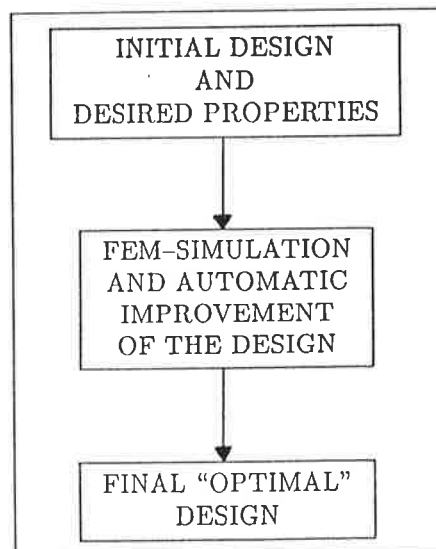 INITIAL DESIGN
AND
DESIRED PROPERTIES
FEM–SIMULATION
AND AUTOMATIC
IMPROVEMENT
OF THE DESIGN
FINAL “OPTIMAL”
DESIGN